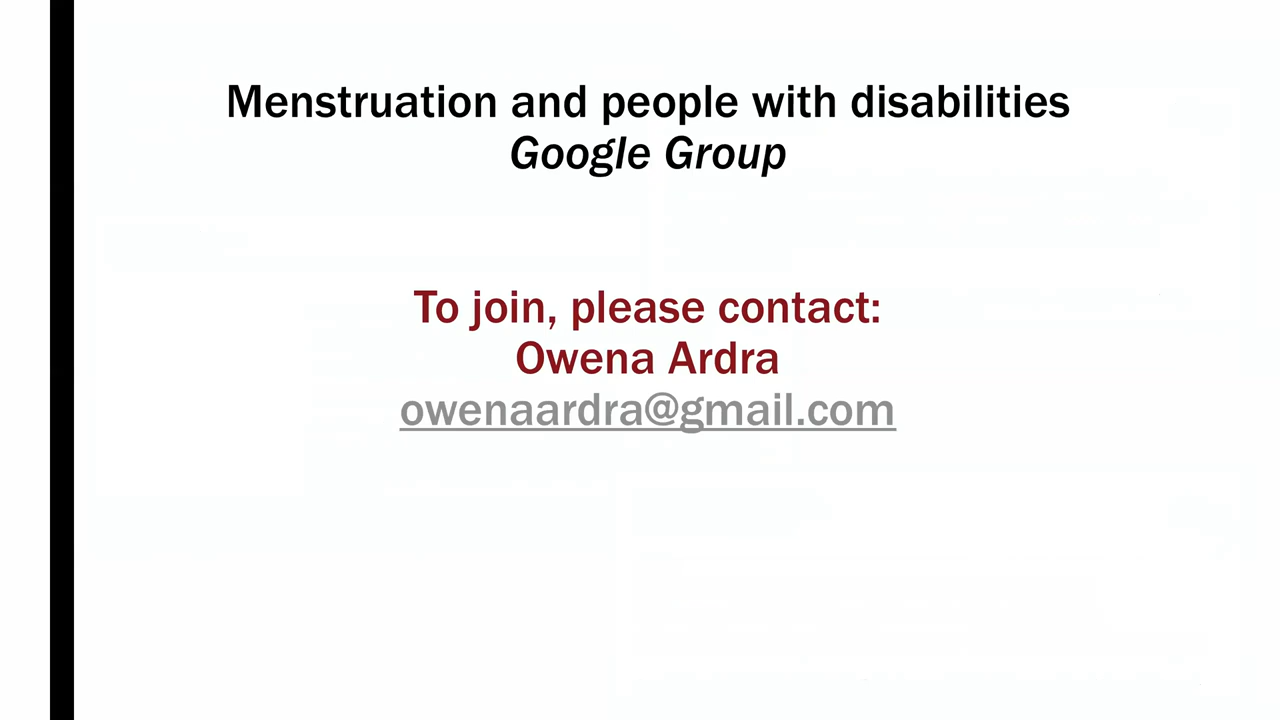 Menstruation and people with disabilities
Google Group
To join, please contact:
Owena Ardra
owenaardra@gmail.com